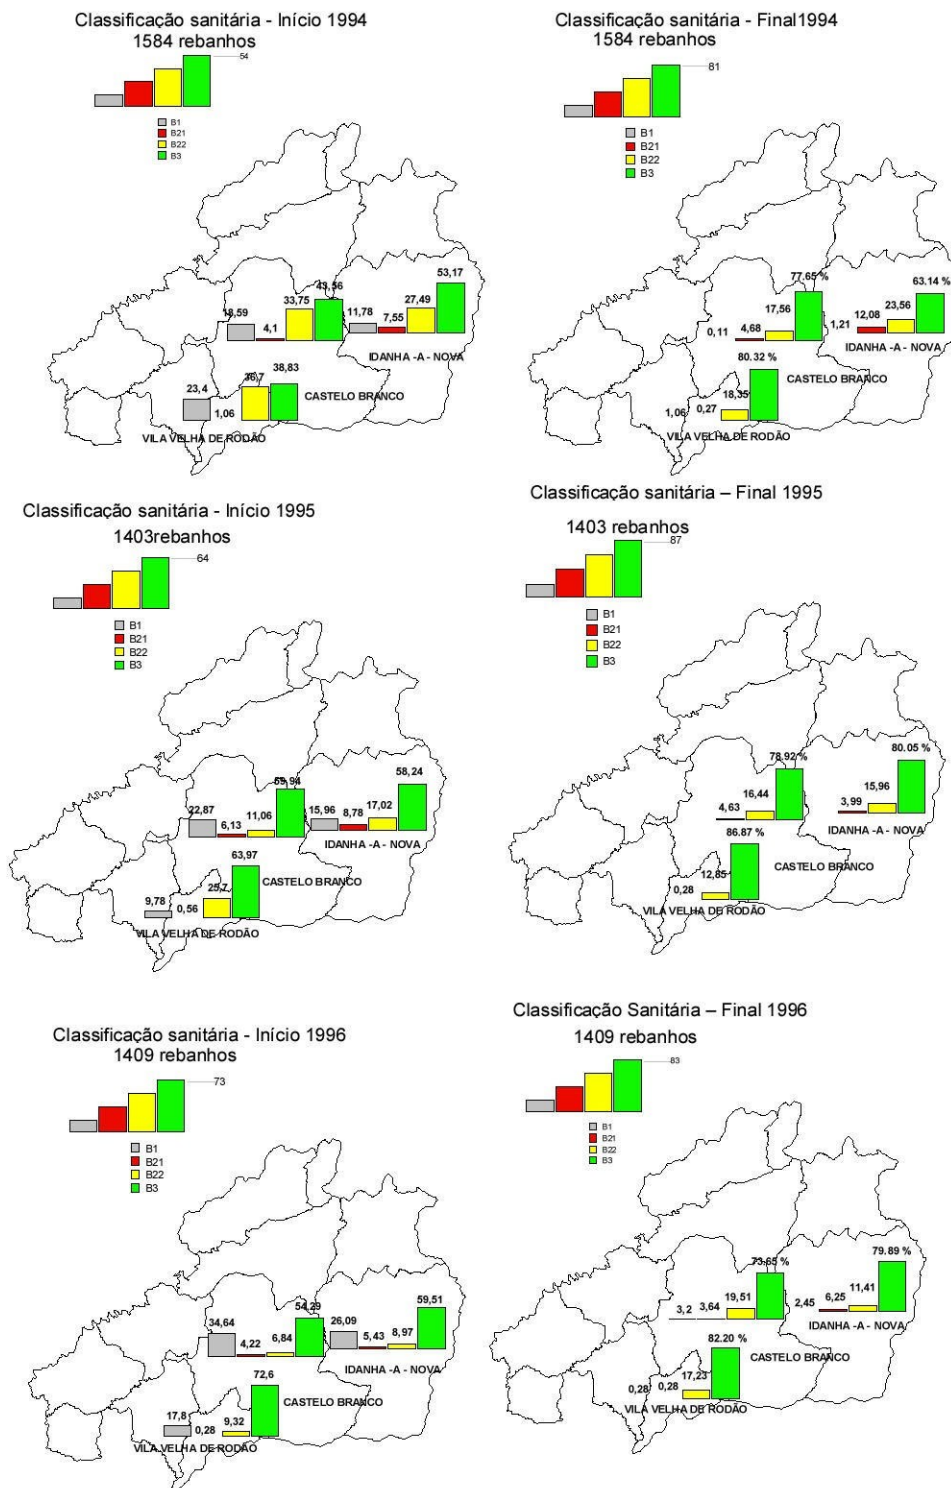 Classificação sanitária - Início 1994
1584 rebanhos
54
B1
B21
B22
B3
18,59
4,1
33,75
43,56
11,78
7,55
27,49
53,17
IDANHA -A - NOVA
23,4
1,06
36,7
38,83
CASTELO BRANCO
VILA VELHA DE RODÃO
Classificação sanitária - Final1994
1584 rebanhos
81
B1
B21
B22
B3
0,11
4,68
17,56
77.65 %
1,21
12,08
23,56
63.14 %
IDANHA -A - NOVA
1,06
0,27
18,35
80.32 %
CASTELO BRANCO
VILA VELHA DE RODÃO
Classificação sanitária - Início 1995
1403rebanhos
64
B1
B21
B22
B3
22,87
6,13
11,06
59,94
15,96
8,78
17,02
58,24
IDANHA -A - NOVA
9,78
0,56
25,7
63,97
CASTELO BRANCO
VILA VELHA DE RODÃO
Classificação sanitária – Final 1995
1403 rebanhos
87
B1
B21
B22
B3
4,63
16,44
78,92 %
3,99
15,96
80.05 %
IDANHA -A - NOVA
0,28
12,85
86.87 %
CASTELO BRANCO
VILA VELHA DE RODÃO
Classificação sanitária - Início 1996
1409 rebanhos
73
B1
B21
B22
B3
34,64
4,22
6,84
54,29
26,09
5,43
8,97
59,51
IDANHA -A - NOVA
17,8
0,28
9,32
72,6
CASTELO BRANCO
VILA VELHA DE RODÃO
Classificação Sanitária – Final 1996
1409 rebanhos
83
B1
B21
B22
B3
3,2
3,64
19,51
73.65 %
2,45
6,25
11,41
79.89 %
IDANHA -A - NOVA
0,28
0,28
17,23
82.20 %
CASTELO BRANCO
VILA VELHA DE RODÃO